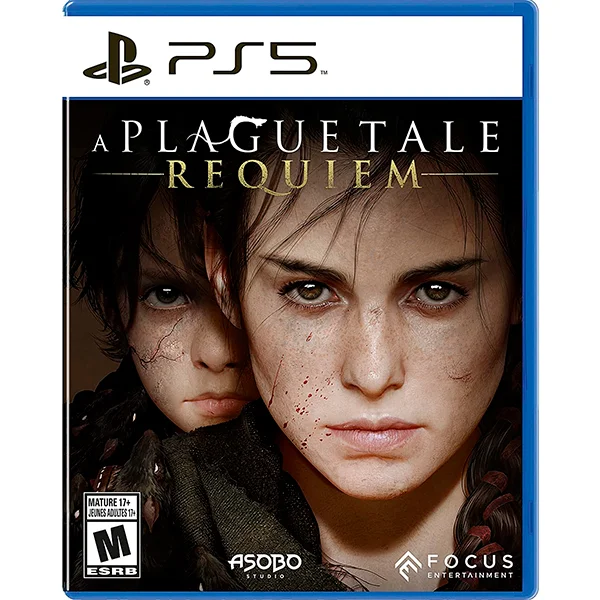 PS5
A PLAGUE TALE
REQUIEM
MATURE 17+
JEUNES ADULTES 17+
M
ESRB
ASOBO
STUDIO
FOCUS
ENTERTAINMENT